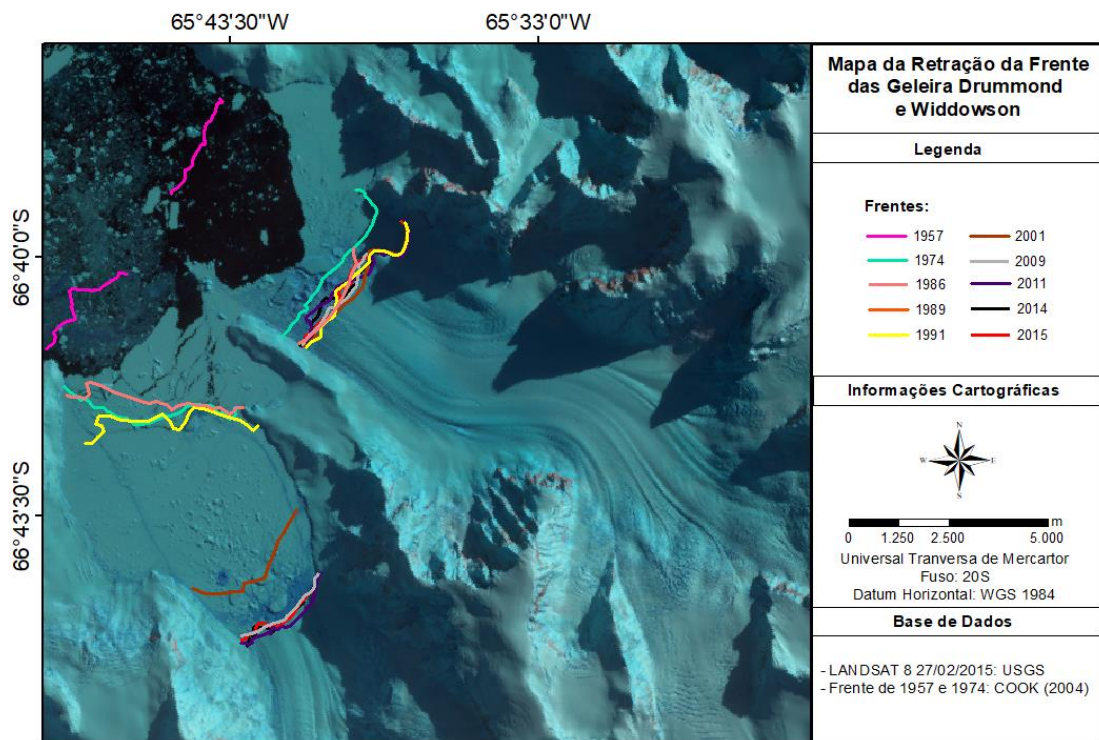 65°43'30"W
65°33'0"W
66°40'0"S
66°43'30"S
Mapa da Retração da Frente
das Geleira Drummond
e Widdowson
Legenda
Frentes:
1957
2001
1974
2009
1986
2011
1989
2014
1991
2015
Informações Cartográficas
N
W
E
S
m
0 1.250 2.500 5.000
Universal Tranversa de Mercartor
Fuso: 20S
Datum Horizontal: WGS 1984
Base de Dados
- LANDSAT 8 27/02/2015: USGS
- Frente de 1957 e 1974: COOK (2004)